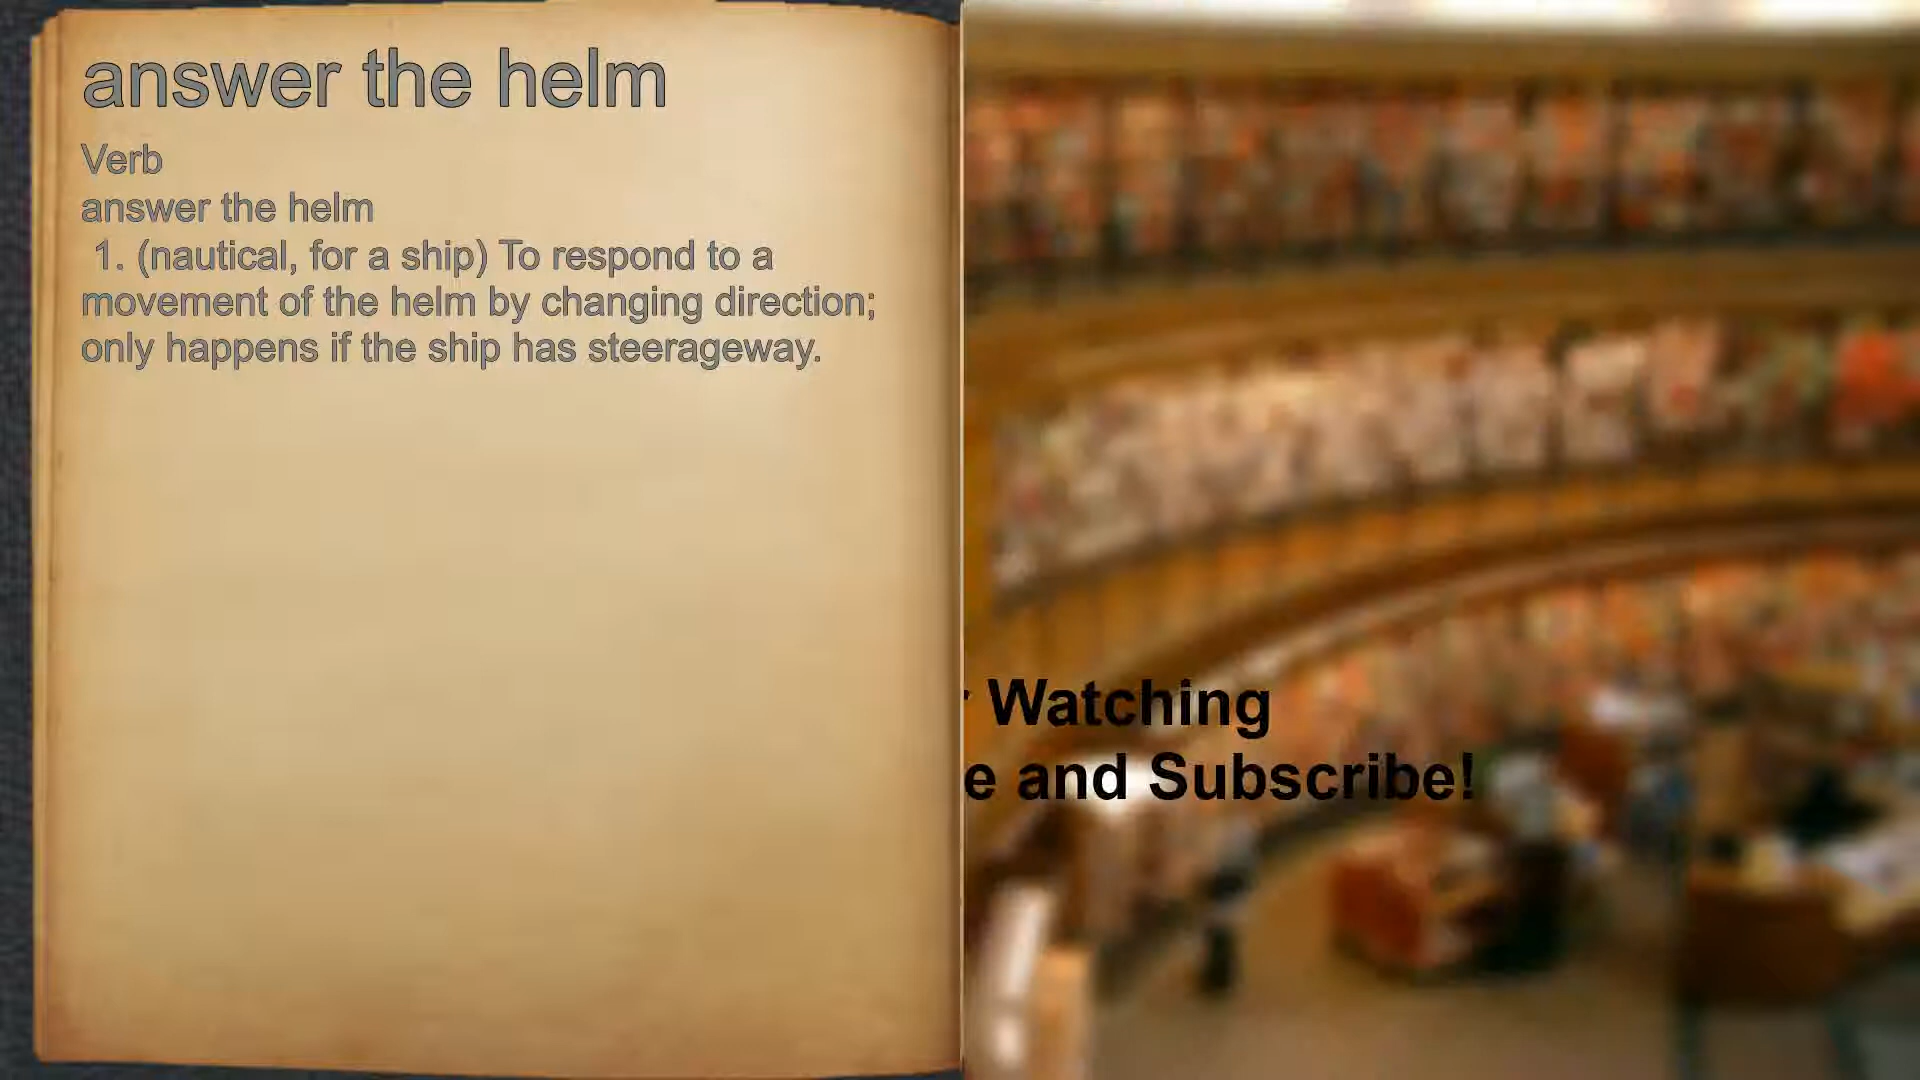 answer the helm
Verb
answer the helm
1. (nautical, for a ship) To respond to a
movement of the helm by changing direction;
only happens if the ship has steerageway.
Watching
e and Subscribe!